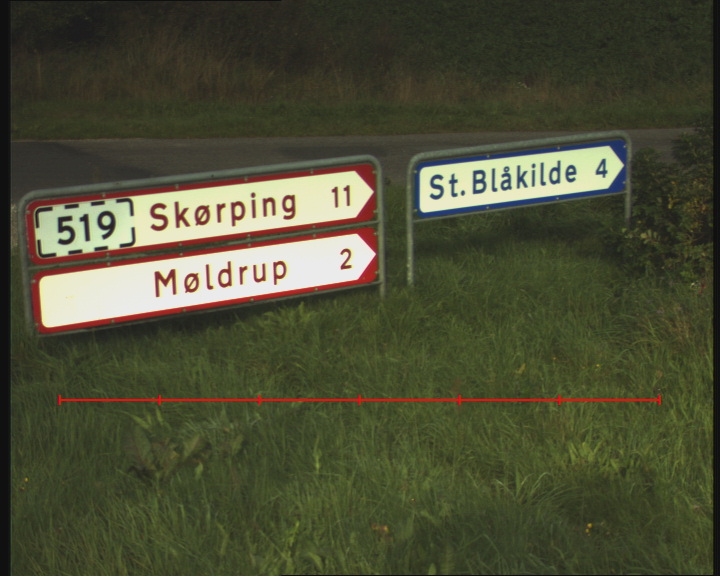 519 Skørping 11
Møldrup 2
St. Blåkilde 4